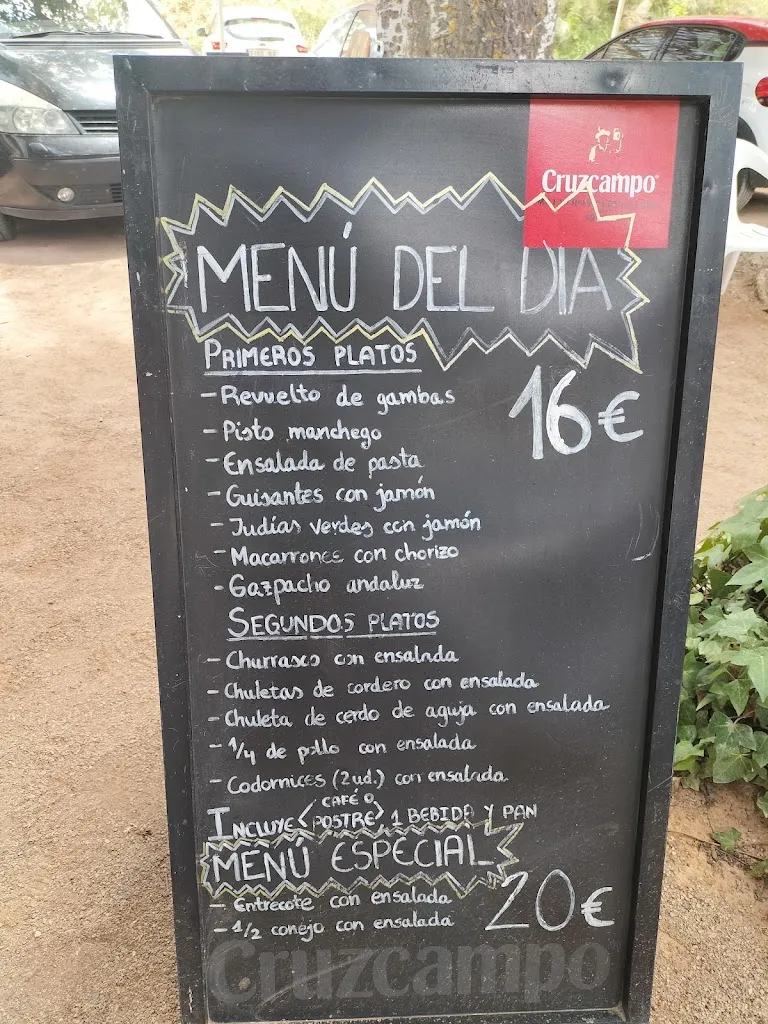 Cruzcampo
MENÚ DEL DIA
PRIMEROS PLATOS
16€
- Revuelto de gambas
- Pisto manchego
- Ensalada de pasta
- Guisantes con jamón
- Judías verdes con jamón
- Macarrones con chorizo
- Gazpacho andaluz
SEGUNDOS PLATOS
- Churrasco con ensalada
- Chuletas de cordero con ensalada
- Chuleta de cerdo de aguja con ensalada
- 1/4 de pollo con ensalada
- Codornices (2ud.) con ensalada
INCLUYE < CAFÉ O POSTRE > 1 BEBIDA Y PAN
MENÚ ESPECIAL
20€
- Entrecote con ensalada
- 1/2 conejo con ensalada
Cruzcampo